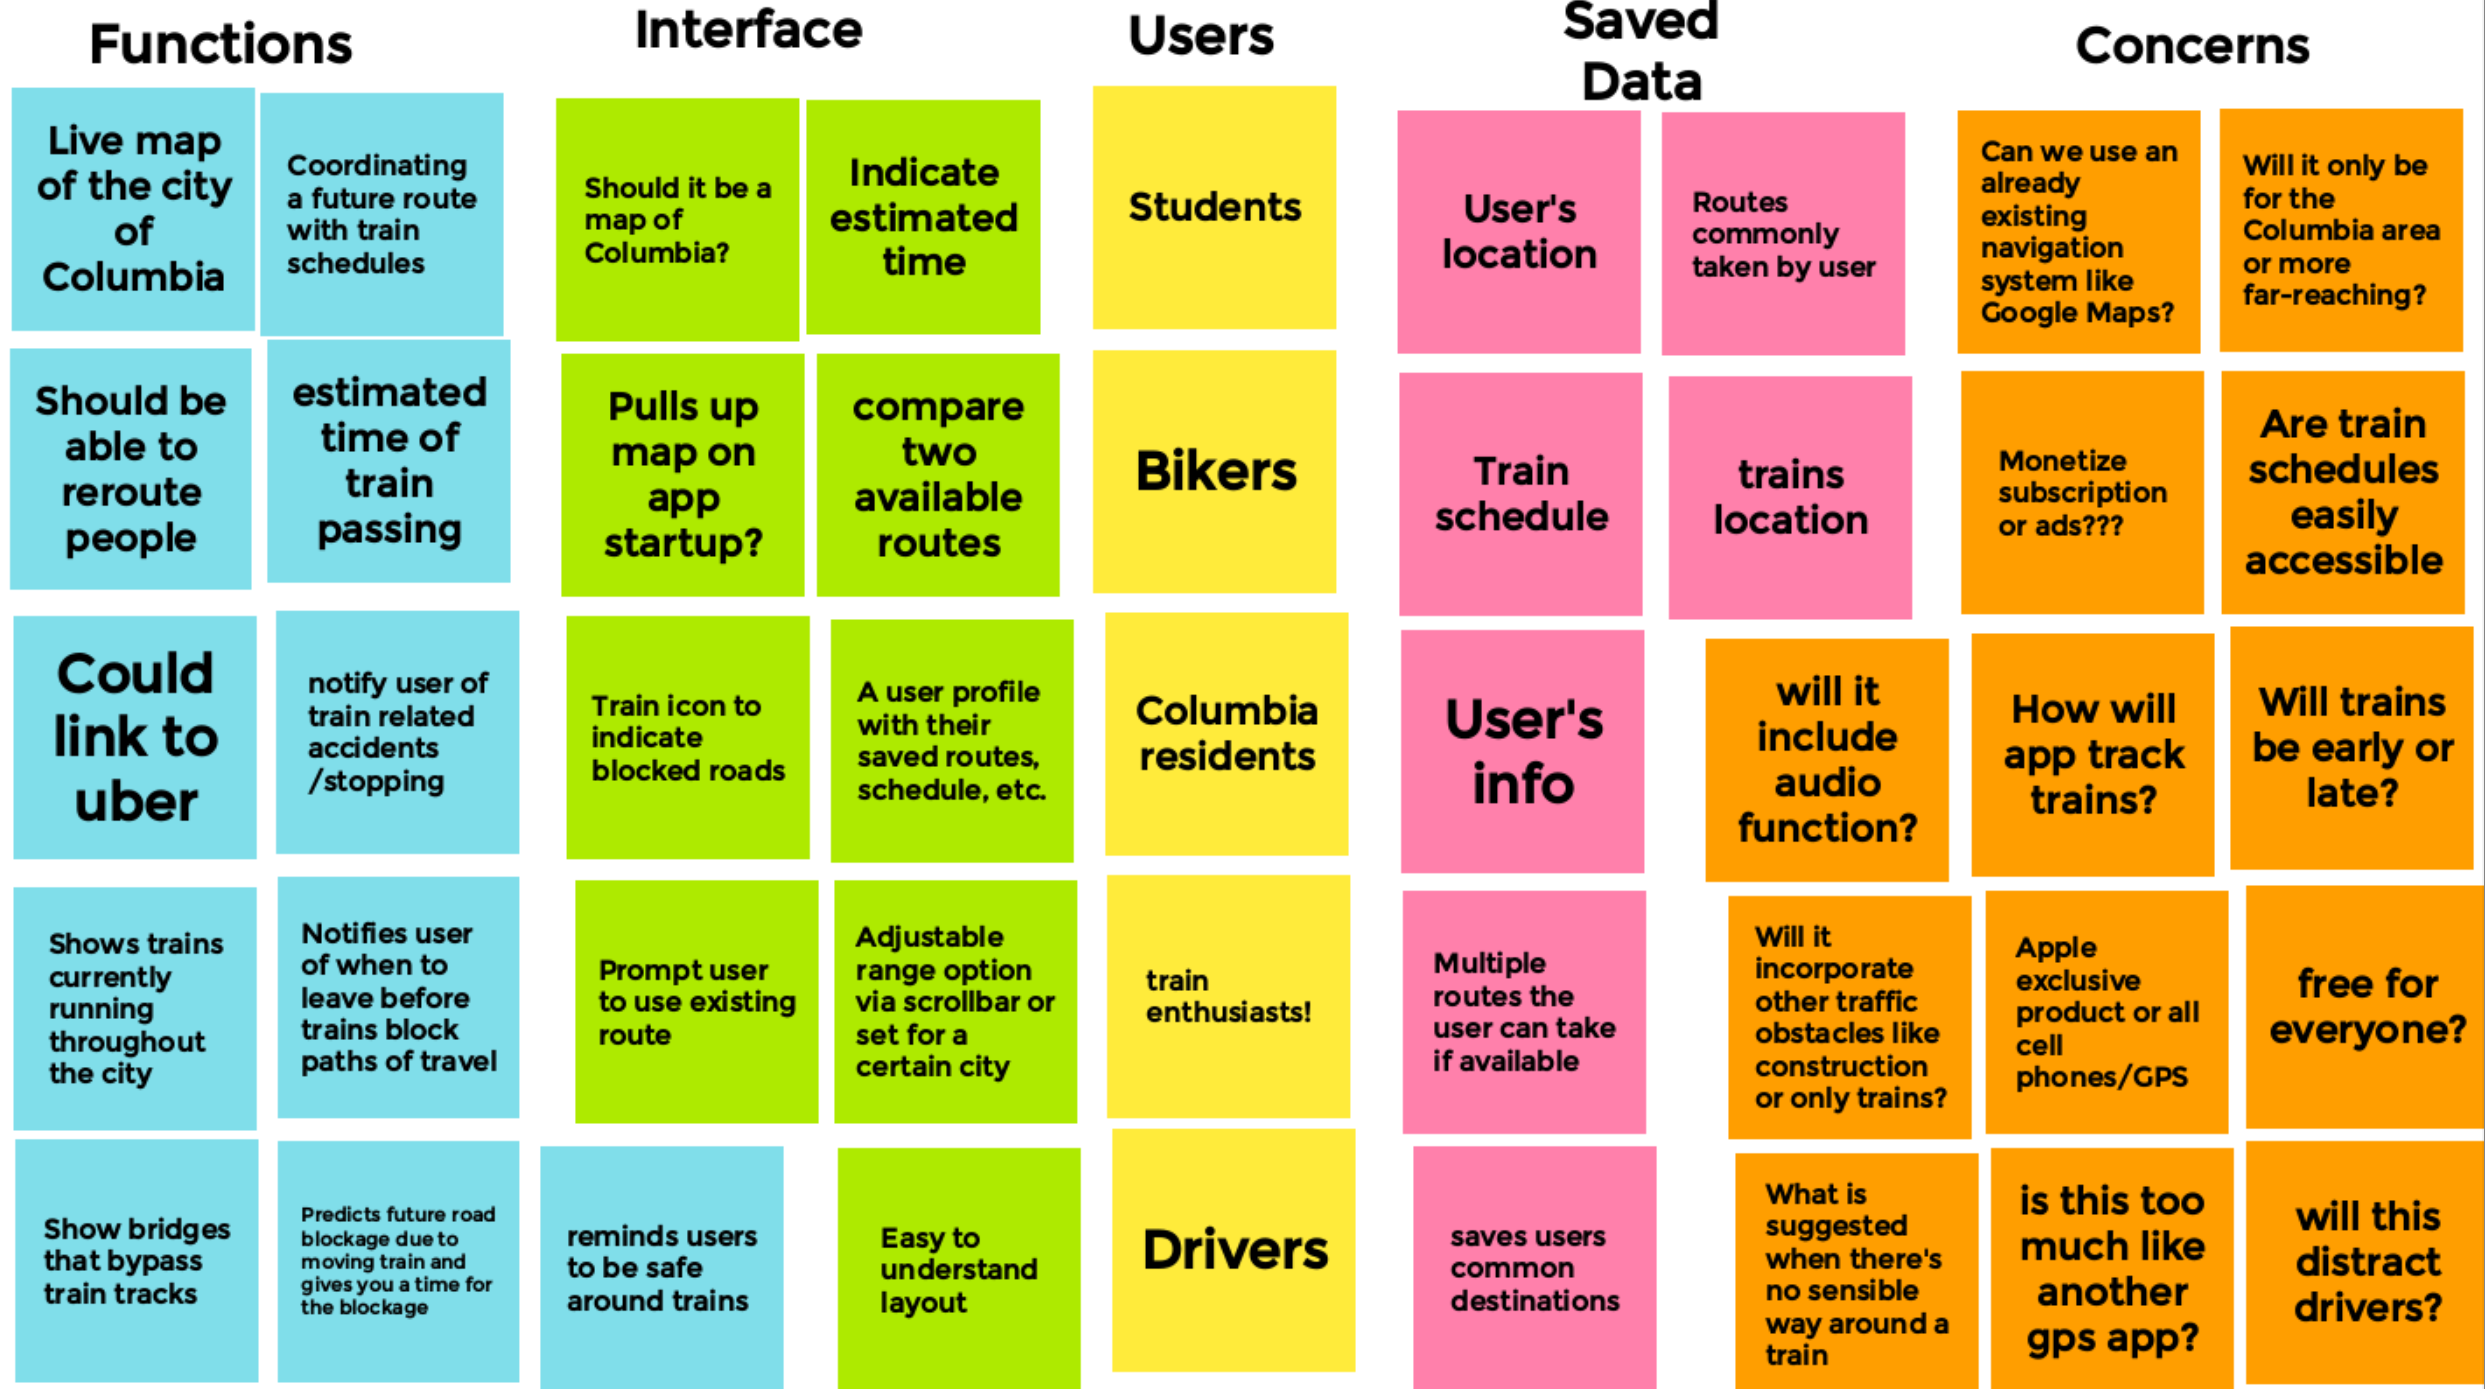 Functions
Live map
of the city
of
Columbia
Coordinating
a future route
with train
schedules
Should be
able to
reroute
people
estimated
time of
train
passing
Could
link to
uber
notify user of
train related
accidents
/stopping
Shows trains
currently
running
throughout
the city
Notifies user
of when to
leave before
trains block
paths of travel
Show bridges
that bypass
train tracks
Predicts future road
blockage due to
moving train and
gives you a time for
the blockage
reminds users
to be safe
around trains
Interface
Should it be a
map of
Columbia?
Indicate
estimated
time
Pulls up
map on
app
startup?
compare
two
available
routes
Train icon to
indicate
blocked roads
A user profile
with their
saved routes,
schedule, etc.
Prompt user
to use existing
route
Adjustable
range option
via scrollbar or
set for a
certain city
Easy to
understand
layout
Users
Students
Bikers
Columbia
residents
train
enthusiasts!
Drivers
Saved
Data
User's
location
Routes
commonly
taken by user
Train
schedule
trains
location
User's
info
Multiple
routes the
user can take
if available
saves users
common
destinations
Concerns
Can we use an
already
existing
navigation
system like
Google Maps?
Will it only be
for the
Columbia area
or more
far-reaching?
Monetize
subscription
or ads???
Are train
schedules
easily
accessible
will it
include
audio
function?
How will
app track
trains?
Will trains
be early or
late?
Will it
incorporate
other traffic
obstacles like
construction
or only trains?
Apple
exclusive
product or all
cell
phones/GPS
free for
everyone?
What is
suggested
when there's
no sensible
way around a
train
is this too
much like
another
gps app?
will this
distract
drivers?